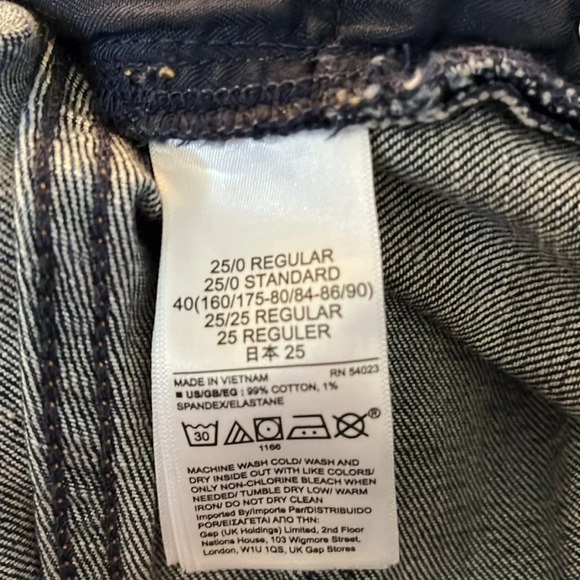 25/0 REGULAR
25/0 STANDARD
40(160/175-80/84-86/90)
25/25 REGULAR
25 REGULER
日本 25
MADE IN VIETNAM RN 54023
■ US/GB/EG : 99% COTTON, 1%
SPANDEX/ELASTANE
30
®
1166
MACHINE WASH COLD/ WASH AND
DRY INSIDE OUT WITH LIKE COLORS/
ONLY NON-CHLORINE BLEACH WHEN
NEEDED/ TUMBLE DRY LOW/ WARM
IRON/ DO NOT DRY CLEAN
Imported By/Importe Par/DISTRIBUIDO
POR/ΕΙΣΑΓΕΤΑΙ ΑΠΟ ΤΗΝ:
Gap (UK Holdings) Limited, 2nd Floor
Nations House, 103 Wigmore Street,
London, W1U 1QS, UK Gap Stores